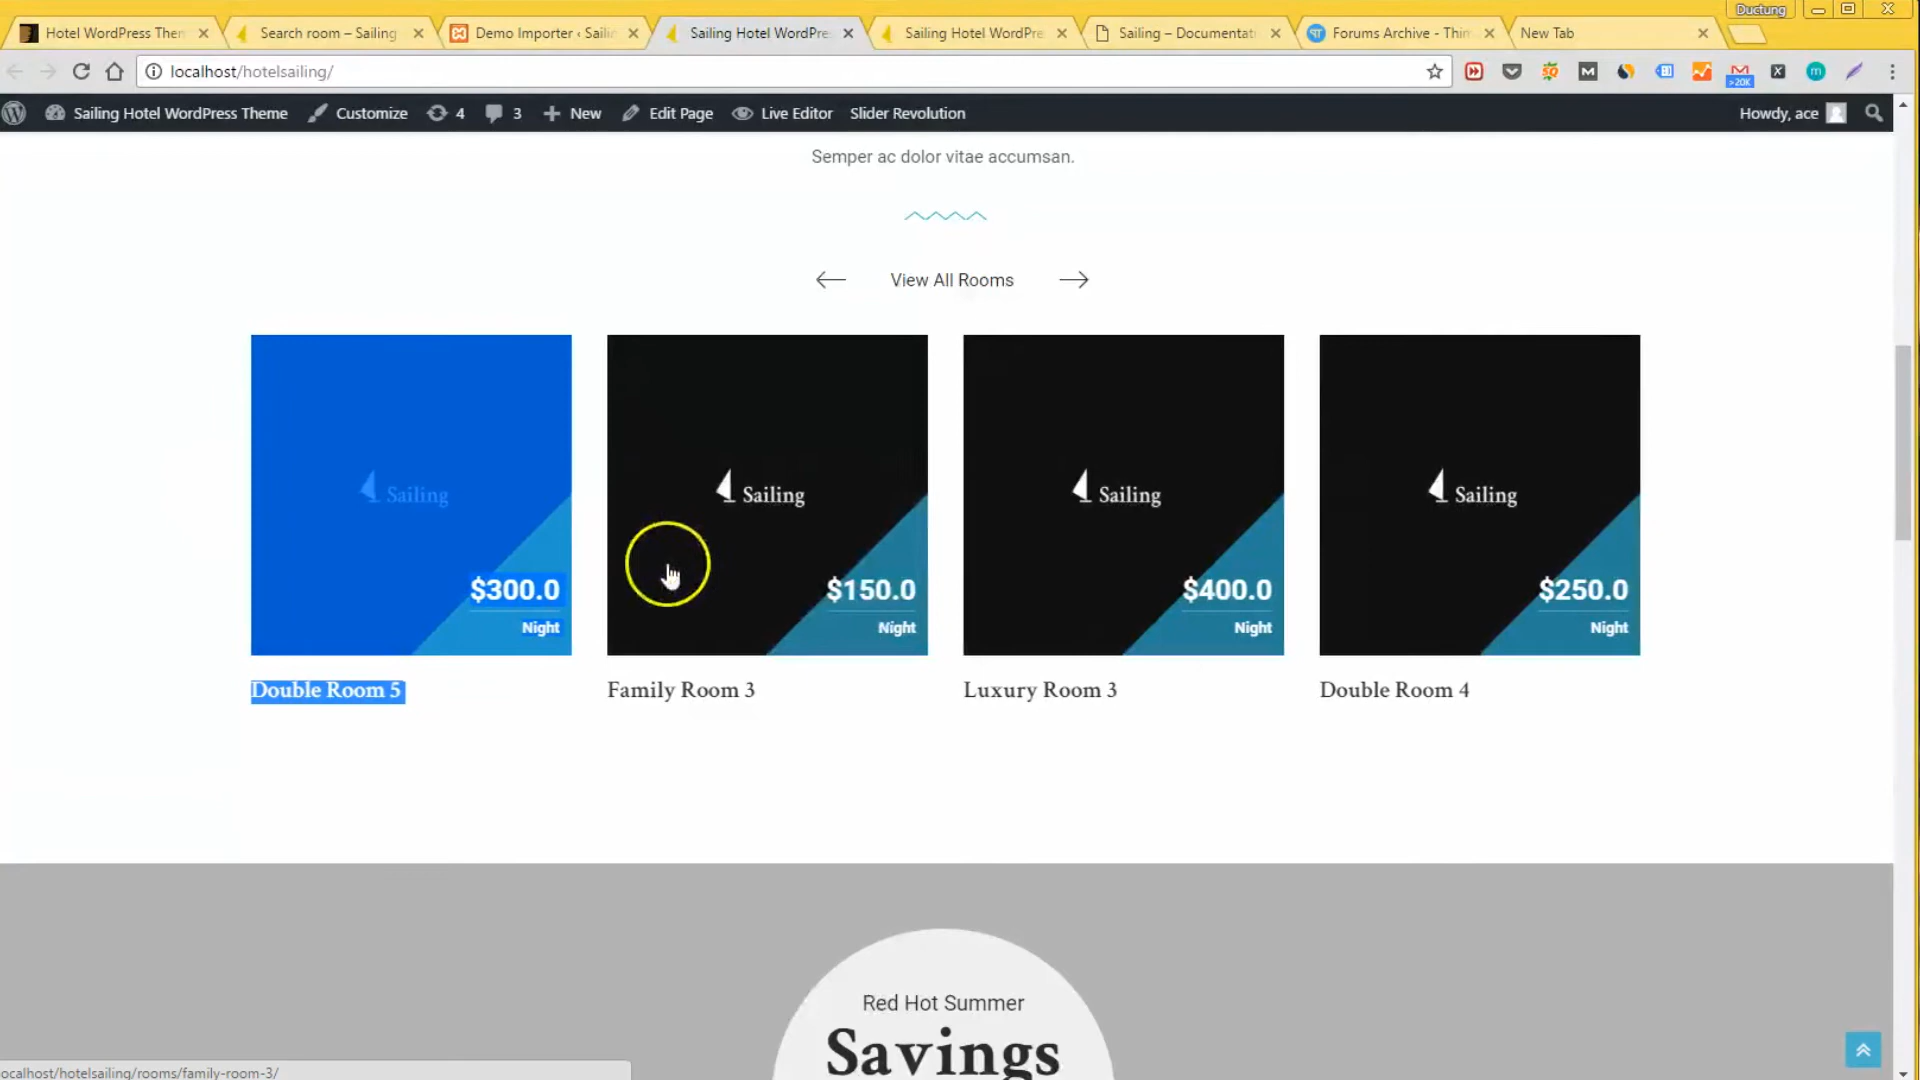 Ductung
Hotel WordPress Then
Search room – Sailing
Demo Importer ‹ Sailin
Sailing Hotel WordPre
Sailing Hotel WordPre
Sailing – Documentati
Forums Archive - Thim
New Tab
localhost/hotelsailing/
>20K
Sailing Hotel WordPress Theme
Customize
4
3
New
Edit Page
Live Editor
Slider Revolution
Howdy, ace
Semper ac dolor vitae accumsan.
View All Rooms
Sailing
$300.0
Night
Double Room 5
Sailing
$150.0
Night
Family Room 3
Sailing
$400.0
Night
Luxury Room 3
Sailing
$250.0
Night
Double Room 4
Red Hot Summer
Savings
ocalhost/hotelsailing/rooms/family-room-3/